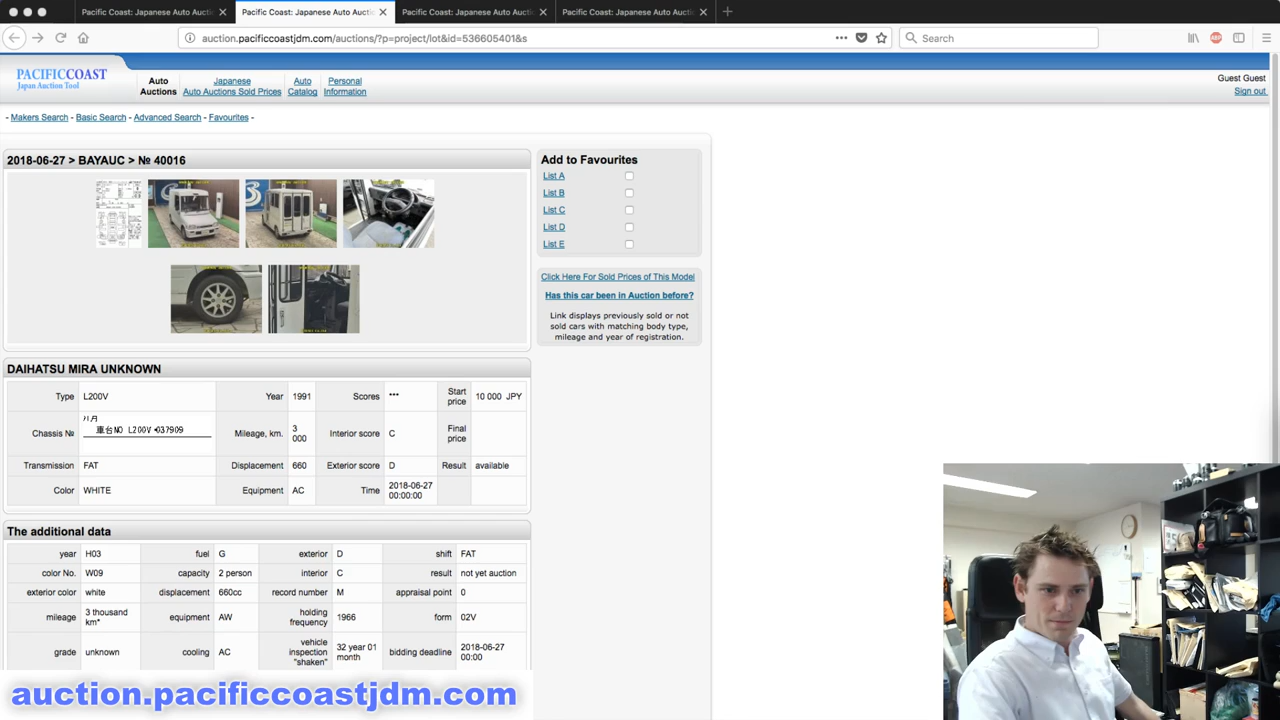 Pacific Coast: Japanese Auto Auctic
Pacific Coast: Japanese Auto Auctic
Pacific Coast: Japanese Auto Auctic
Pacific Coast: Japanese Auto Auctic
auction.pacificcoastjdm.com/auctions/?p=project/lot&id=536605401&s
Search
ABP
PACIFICCOAST
Japan Auction Tool
Auto Auctions
Japanese Auto Auctions Sold Prices
Auto Catalog
Personal Information
Guest Guest
Sign out
- Makers Search - Basic Search - Advanced Search - Favourites -
2018-06-27 > BAYAUC > № 40016
Add to Favourites
List A
List B
List C
List D
List E
Click Here For Sold Prices of This Model
Has this car been in Auction before?
Link displays previously sold or not
sold cars with matching body type,
mileage and year of registration.
DAIHATSU MIRA UNKNOWN
Type L200V Year 1991 Scores *** Start price 10 000 JPY
Chassis № 八月 車台NO L200V-037909 Mileage, km. 3 000 Interior score C Final price
Transmission FAT Displacement 660 Exterior score D Result available
Color WHITE Equipment AC Time 2018-06-27 00:00:00
The additional data
year H03 fuel G exterior D shift FAT
color No. W09 capacity 2 person interior C result not yet auction
exterior color white displacement 660cc record number M appraisal point 0
mileage 3 thousand km* equipment AW holding frequency 1966 form 02V
grade unknown cooling AC vehicle inspection "shaken" 32 year 01 month bidding deadline 2018-06-27 00:00
auction.pacificcoastjdm.com